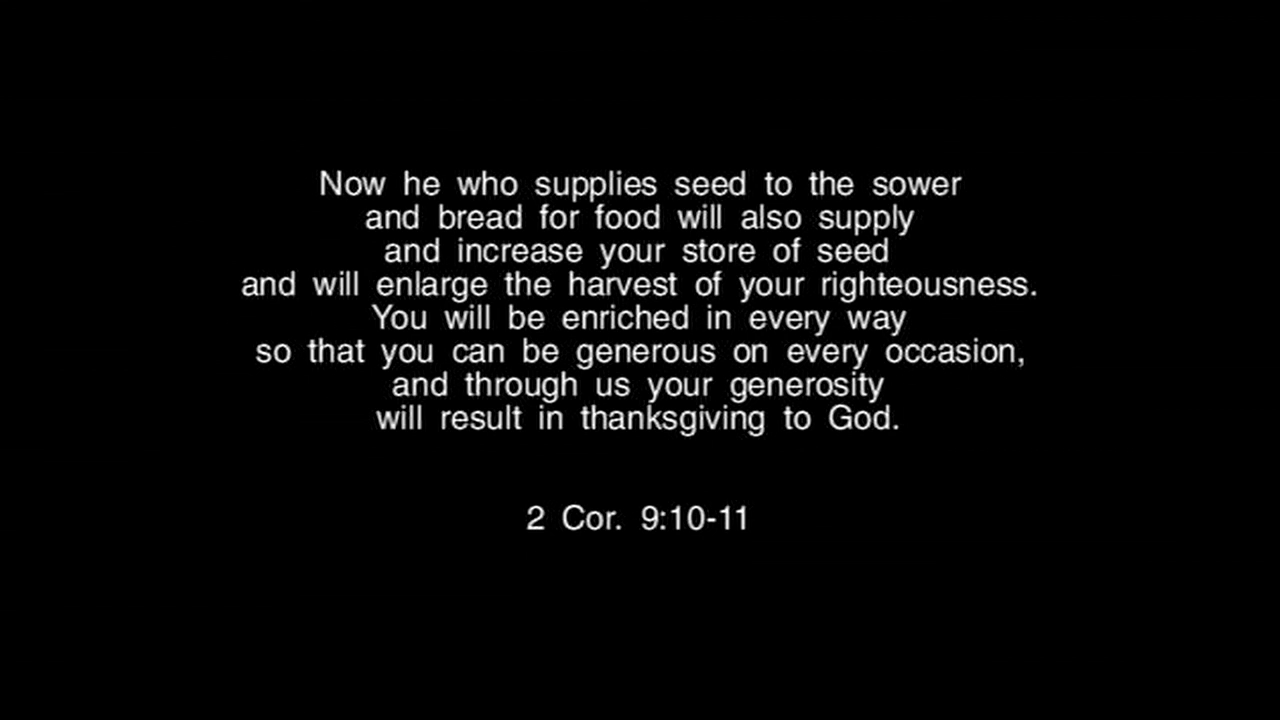 Now he who supplies seed to the sower
and bread for food will also supply
and increase your store of seed
and will enlarge the harvest of your righteousness.
You will be enriched in every way
so that you can be generous on every occasion,
and through us your generosity
will result in thanksgiving to God.
2 Cor. 9:10-11